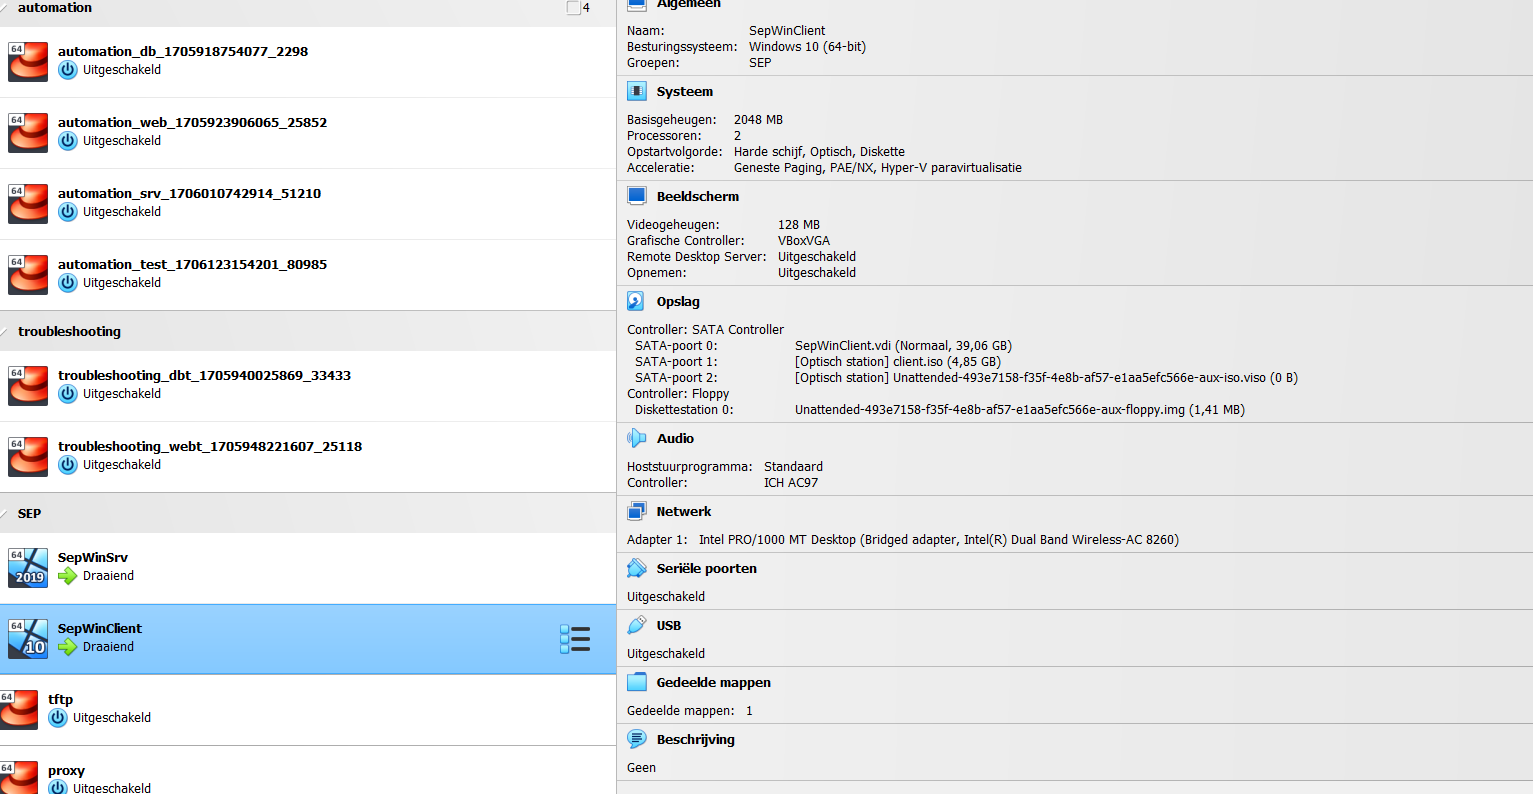 automation
4
64
automation_db_1705918754077_2298
Uitgeschakeld
64
automation_web_1705923906065_25852
Uitgeschakeld
64
automation_srv_1706010742914_51210
Uitgeschakeld
64
automation_test_1706123154201_80985
Uitgeschakeld
troubleshooting
64
troubleshooting_dbt_1705940025869_33433
Uitgeschakeld
64
troubleshooting_webt_1705948221607_25118
Uitgeschakeld
SEP
64
2019
SepWinSrv
Draaiend
64
10
SepWinClient
Draaiend
64
tftp
Uitgeschakeld
64
proxy
Uitgeschakeld
Algemeen
Naam: SepWinClient
Besturingssysteem: Windows 10 (64-bit)
Groepen: SEP
Systeem
Basisgeheugen: 2048 MB
Processoren: 2
Opstartvolgorde: Harde schijf, Optisch, Diskette
Acceleratie: Geneste Paging, PAE/NX, Hyper-V paravirtualisatie
Beeldscherm
Videogeheugen: 128 MB
Grafische Controller: VBoxVGA
Remote Desktop Server: Uitgeschakeld
Opnemen: Uitgeschakeld
Opslag
Controller: SATA Controller
SATA-poort 0: SepWinClient.vdi (Normaal, 39,06 GB)
SATA-poort 1: [Optisch station] client.iso (4,85 GB)
SATA-poort 2: [Optisch station] Unattended-493e7158-f35f-4e8b-af57-e1aa5efc566e-aux-iso.viso (0 B)
Controller: Floppy
Diskettestation 0: Unattended-493e7158-f35f-4e8b-af57-e1aa5efc566e-aux-floppy.img (1,41 MB)
Audio
Hoststuurprogramma: Standaard
Controller: ICH AC97
Netwerk
Adapter 1: Intel PRO/1000 MT Desktop (Bridged adapter, Intel(R) Dual Band Wireless-AC 8260)
Seriële poorten
Uitgeschakeld
USB
Uitgeschakeld
Gedeelde mappen
Gedeelde mappen: 1
Beschrijving
Geen